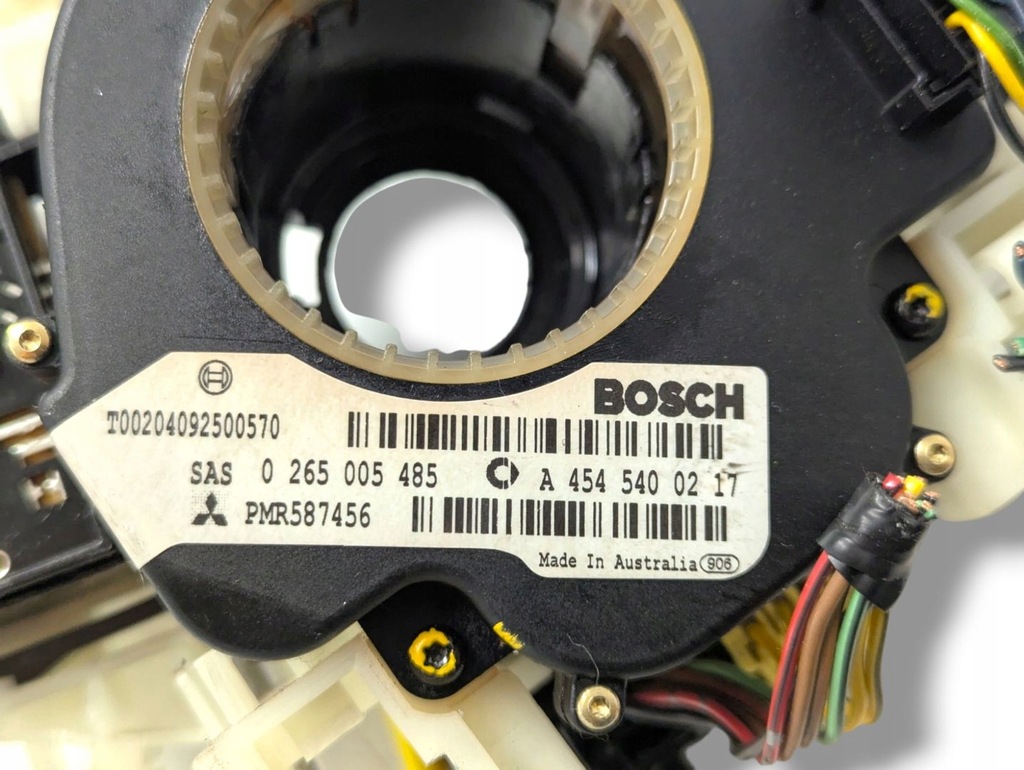 BOSCH
T00204092500570
SAS 0 265 005 485 A 454 540 02 17
PMR587456
Made In Australia 906